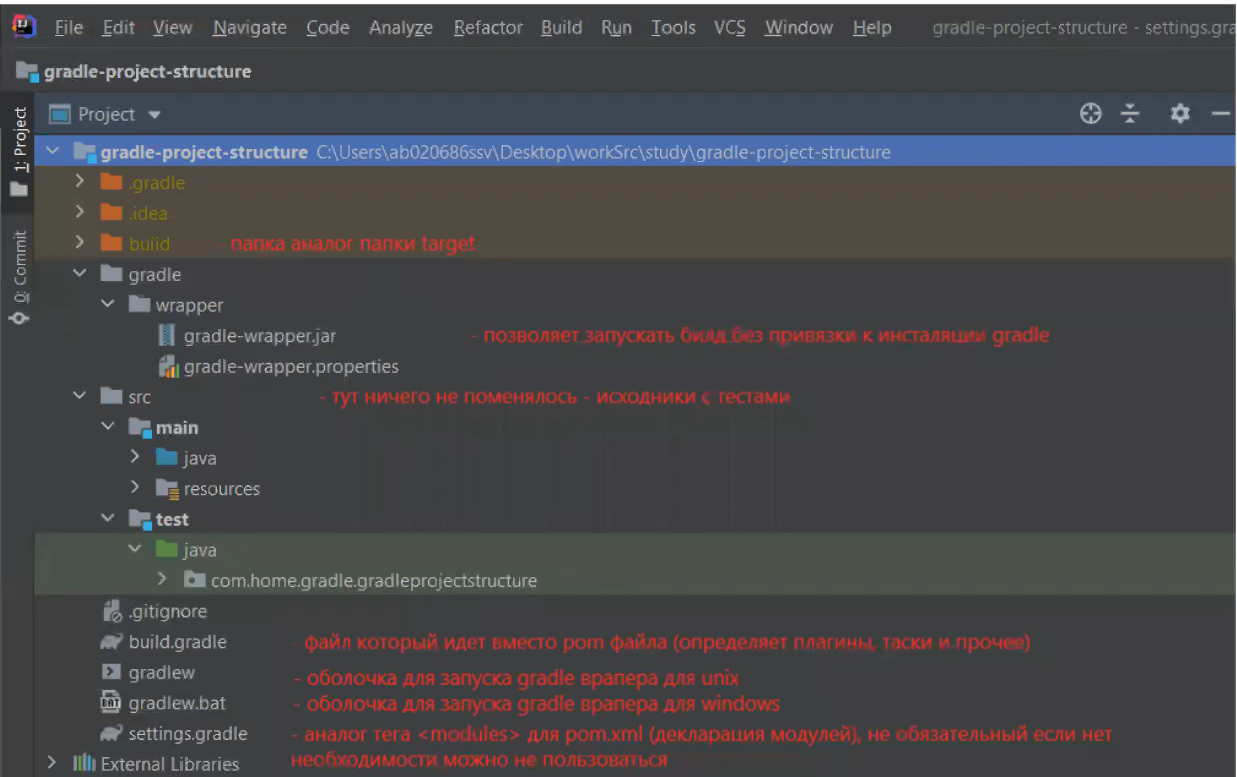 File Edit View Navigate Code Analyze Refactor Build Run Tools VCS Window Help gradle-project-structure - settings.gra
gradle-project-structure
1: Project
0: Commit
Project
gradle-project-structure C:\Users\ab020686ssv\Desktop\workSrc\study\gradle-project-structure
.gradle
.idea
build - папка аналог папки target
gradle
wrapper
gradle-wrapper.jar - позволяет запускать билд без привязки к инсталяции gradle
gradle-wrapper.properties
src - тут ничего не поменялось - исходники с тестами
main
java
resources
test
java
com.home.gradle.gradleprojectstructure
.gitignore
build.gradle - файл который идет вместо pom файла (определяет плагины, таски и прочее)
gradlew - оболочка для запуска gradle врапера для unix
gradlew.bat - оболочка для запуска gradle врапера для windows
settings.gradle - аналог тега <modules> для pom.xml (декларация модулей), не обязательный если нет
External Libraries необходимости можно не пользоваться